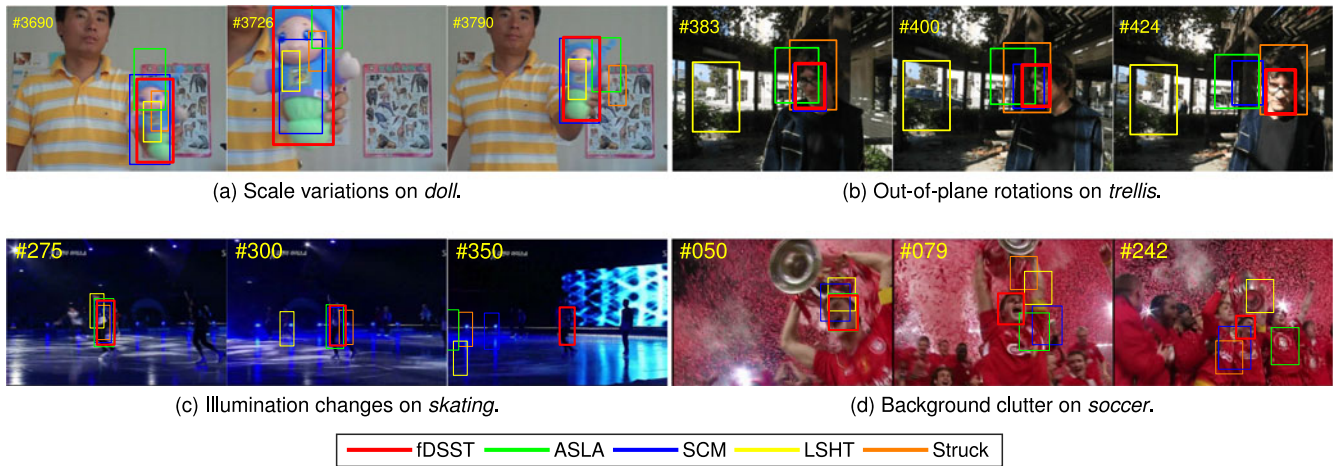 #3690 #3726 #3790
#383 #400 #424
(a) Scale variations on doll.
(b) Out-of-plane rotations on trellis.
#275 #300 #350
#050 #079 #242
(c) Illumination changes on skating.
(d) Background clutter on soccer.
fDSST ASLA SCM LSHT Struck